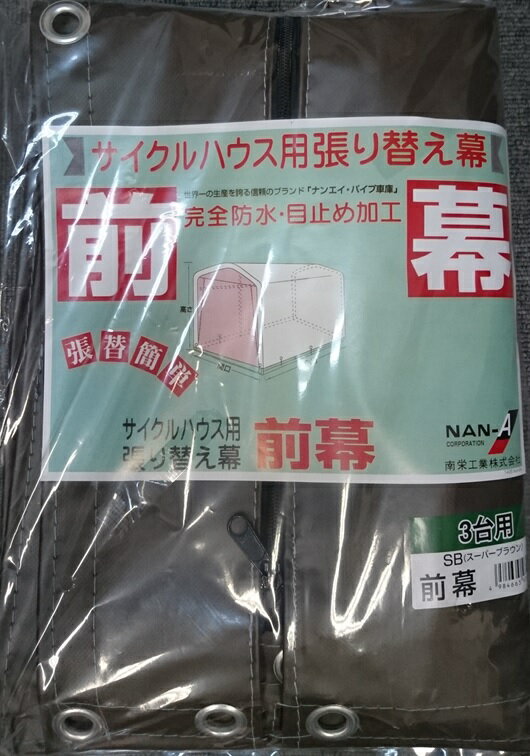 サイクルハウス用張り替え幕
世界一の生産を誇る信頼のブランド「ナンエイ・パイプ車庫」
完全防水・目止め加工
前幕
高さ
間口
張替簡単
サイクルハウス用
張り替え幕
前幕
NAN-A
CORPORATION
南栄工業株式会社
3台用
SB(スーパーブラウン)
前幕